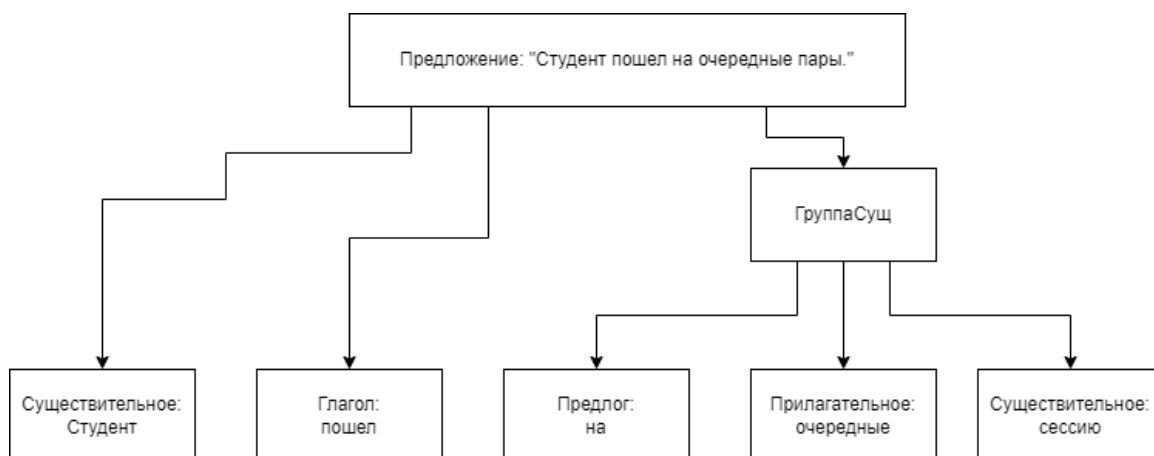 Предложение: "Студент пошел на очередные пары."
ГруппаСущ
Существительное:
Студент
Глагол:
пошел
Предлог:
на
Прилагательное:
очередные
Существительное:
сессию